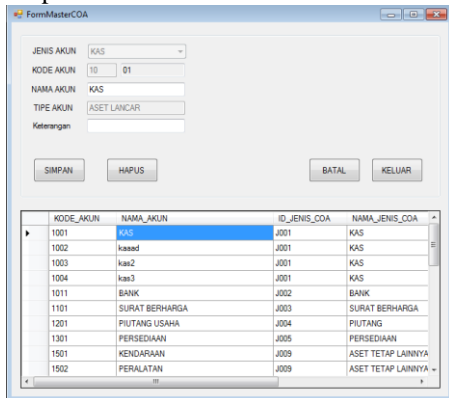 FormMasterCOA
JENIS AKUN KAS
KODE AKUN 10 01
NAMA AKUN KAS
TIPE AKUN ASET LANCAR
Keterangan
SIMPAN HAPUS BATAL KELUAR
KODE_AKUN NAMA_AKUN ID_JENIS_COA NAMA_JENIS_COA
1001 KAS J001 KAS
1002 kasad J001 KAS
1003 kas2 J001 KAS
1004 kas3 J001 KAS
1011 BANK J002 BANK
1101 SURAT BERHARGA J003 SURAT BERHARGA
1201 PIUTANG USAHA J004 PIUTANG
1301 PERSEDIAAN J005 PERSEDIAAN
1501 KENDARAAN J009 ASET TETAP LAINNYA
1502 PERALATAN J009 ASET TETAP LAINNYA